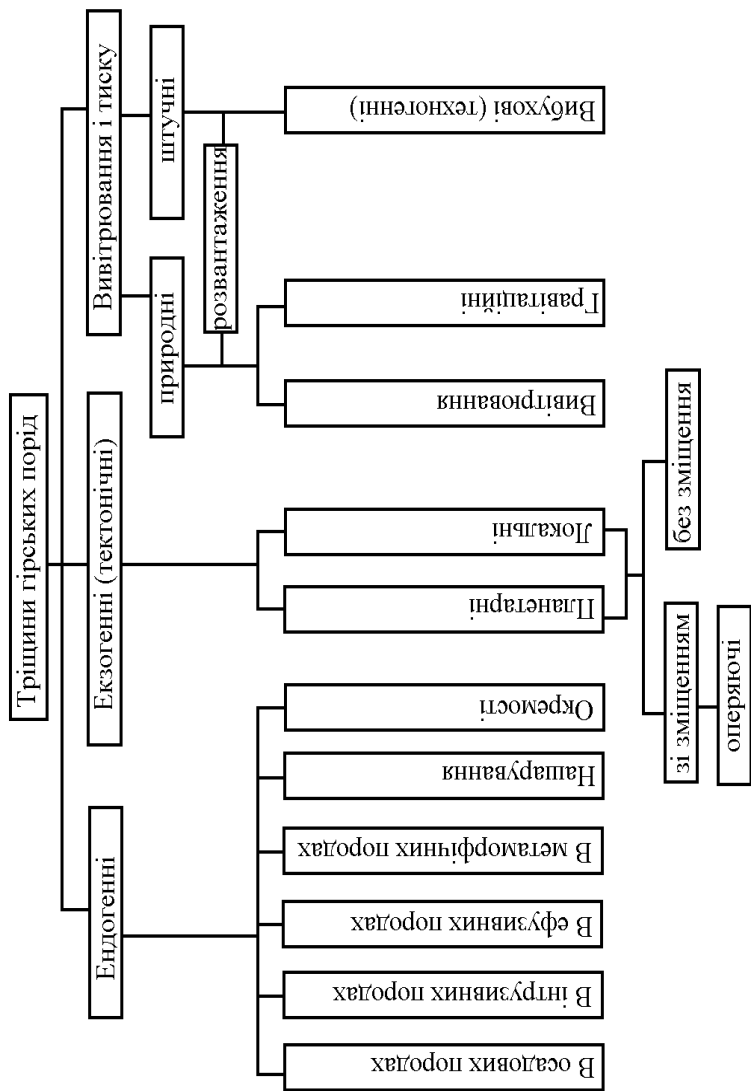 Тріщини гірських порід
Ендогенні
Екзогенні (тектонічні)
Вивітрювання і тиску
природні
штучні
розвантаження
В осадових породах
В інтрузивних породах
В ефузивних породах
В метаморфічних породах
Нашарування
Окремості
Планетарні
Локальні
Вивітрювання
Гравітаційні
Вибухові (техногенні)
зі зміщенням
без зміщення
оперяючі